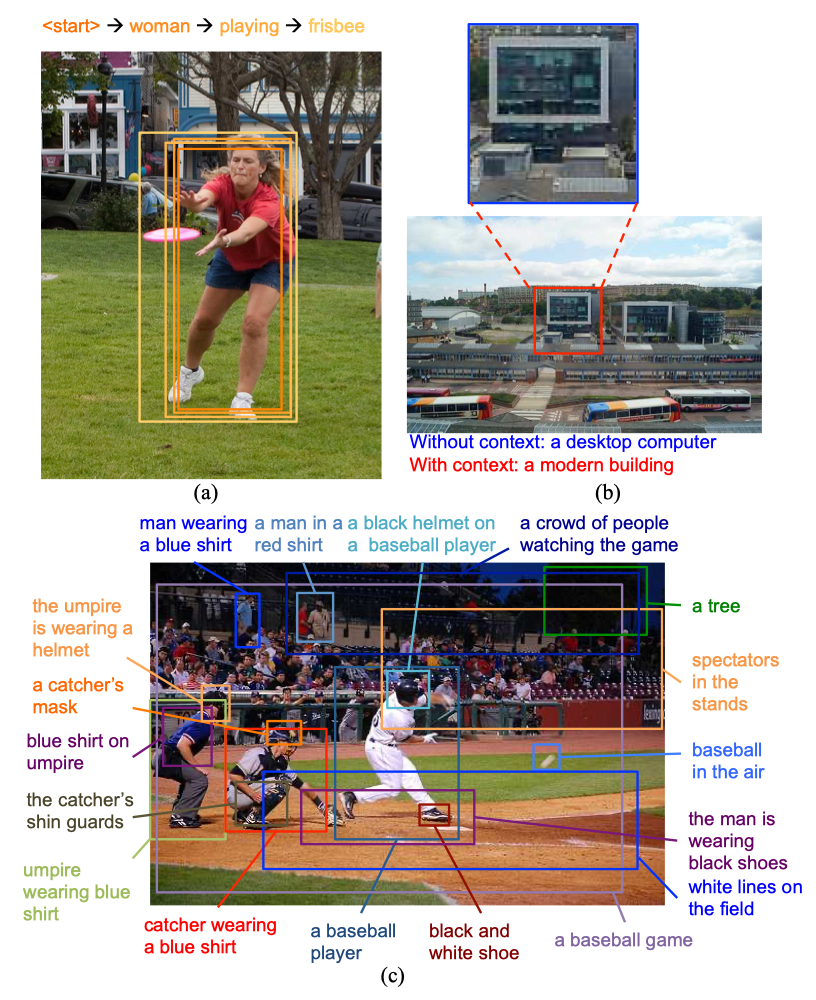 <start> → woman → playing → frisbee
(a)
Without context: a desktop computer
With context: a modern building
(b)
man wearing
a blue shirt
a man in a
red shirt
a black helmet on
a baseball player
a crowd of people
watching the game
the umpire
is wearing a
helmet
a tree
a catcher's
mask
spectators
in the
stands
blue shirt on
umpire
baseball
in the air
the catcher's
shin guards
the man is
wearing
black shoes
umpire
wearing blue
shirt
white lines on
the field
catcher wearing
a blue shirt
a baseball
player
black and
white shoe
a baseball game
(c)